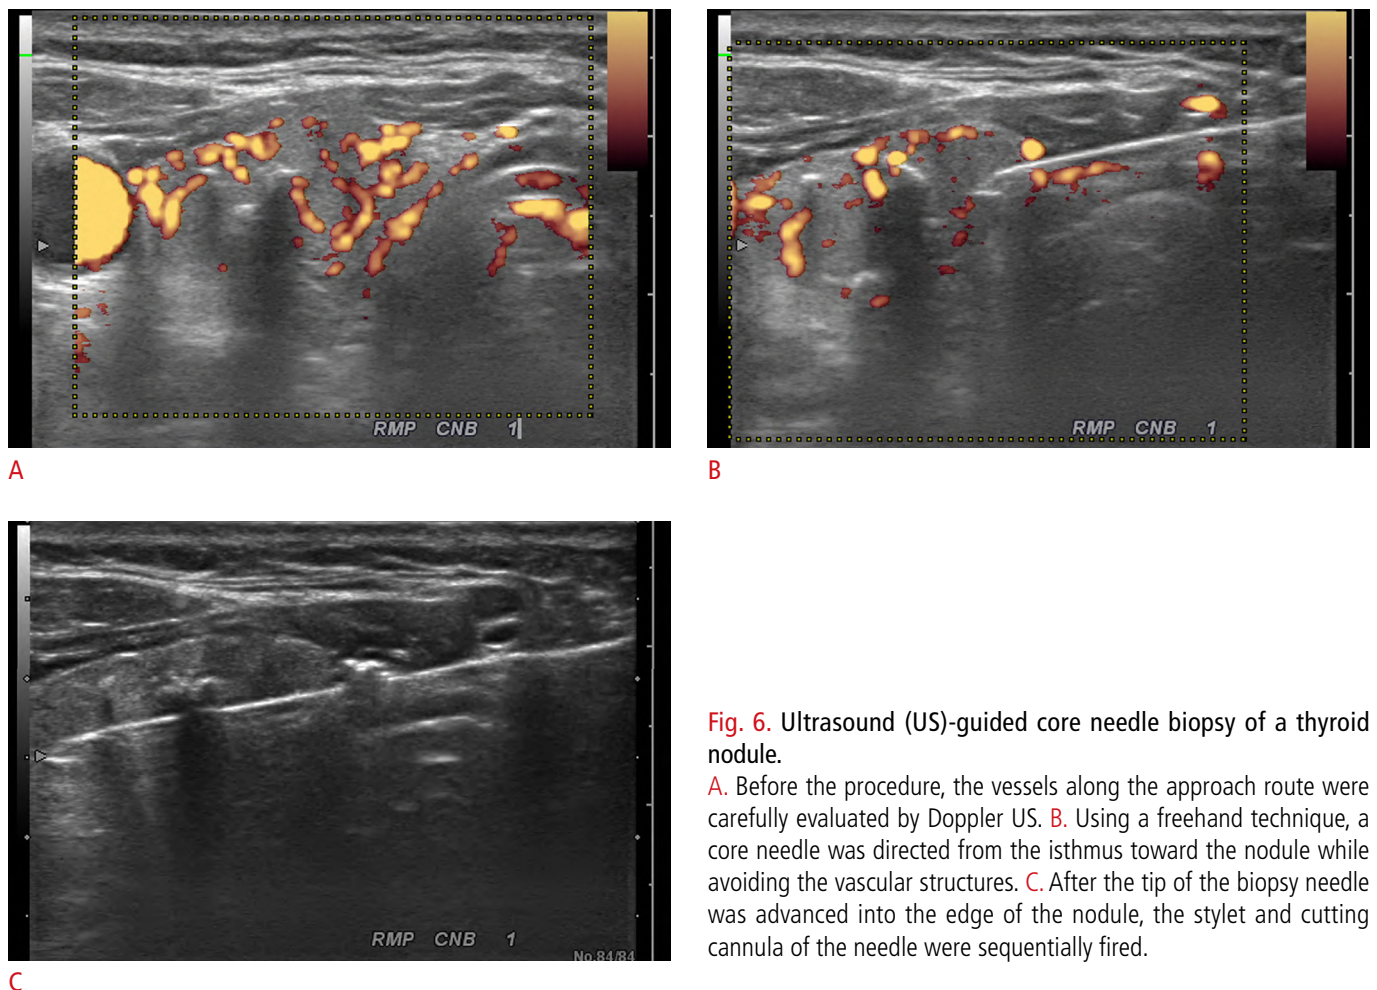 RMP CNB 1
A
RMP CNB 1
B
RMP CNB 1
No.84/84
C
Fig. 6. Ultrasound (US)-guided core needle biopsy of a thyroid
nodule.
A. Before the procedure, the vessels along the approach route were
carefully evaluated by Doppler US. B. Using a freehand technique, a
core needle was directed from the isthmus toward the nodule while
avoiding the vascular structures. C. After the tip of the biopsy needle
was advanced into the edge of the nodule, the stylet and cutting
cannula of the needle were sequentially fired.